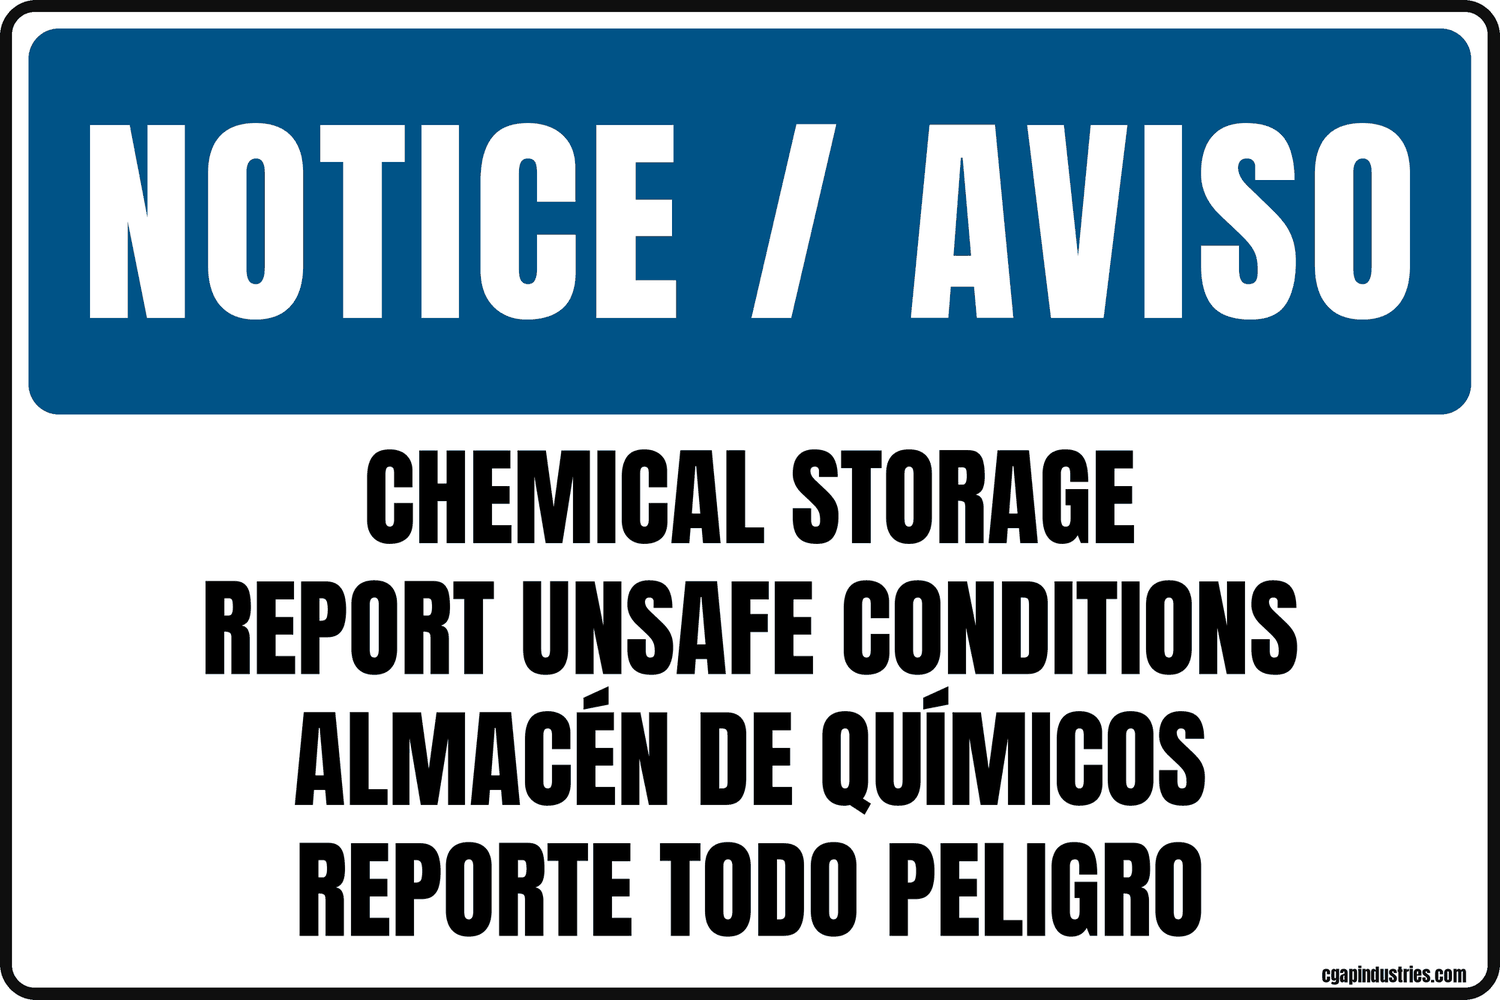 NOTICE / AVISO
CHEMICAL STORAGE
REPORT UNSAFE CONDITIONS
ALMACÉN DE QUÍMICOS
REPORTE TODO PELIGRO
cgapindustries.com